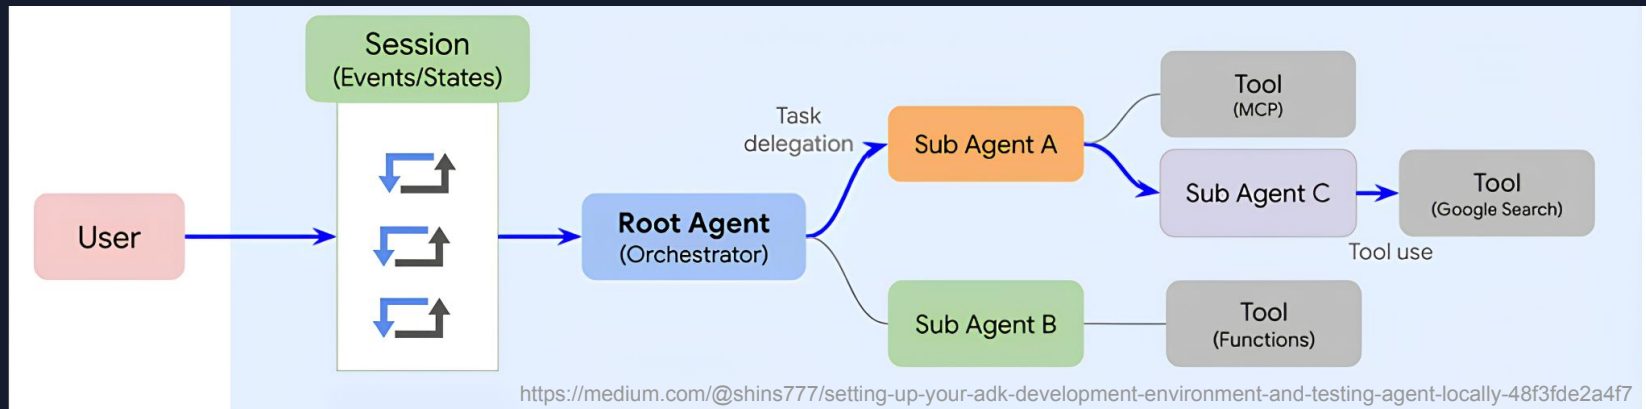 Session
(Events/States)
User
Root Agent
(Orchestrator)
Task
delegation
Sub Agent A
Sub Agent B
Tool
(MCP)
Sub Agent C
Tool
(Google Search)
Tool use
Tool
(Functions)
https://medium.com/@shins777/setting-up-your-adk-development-environment-and-testing-agent-locally-48f3fde2a4f7